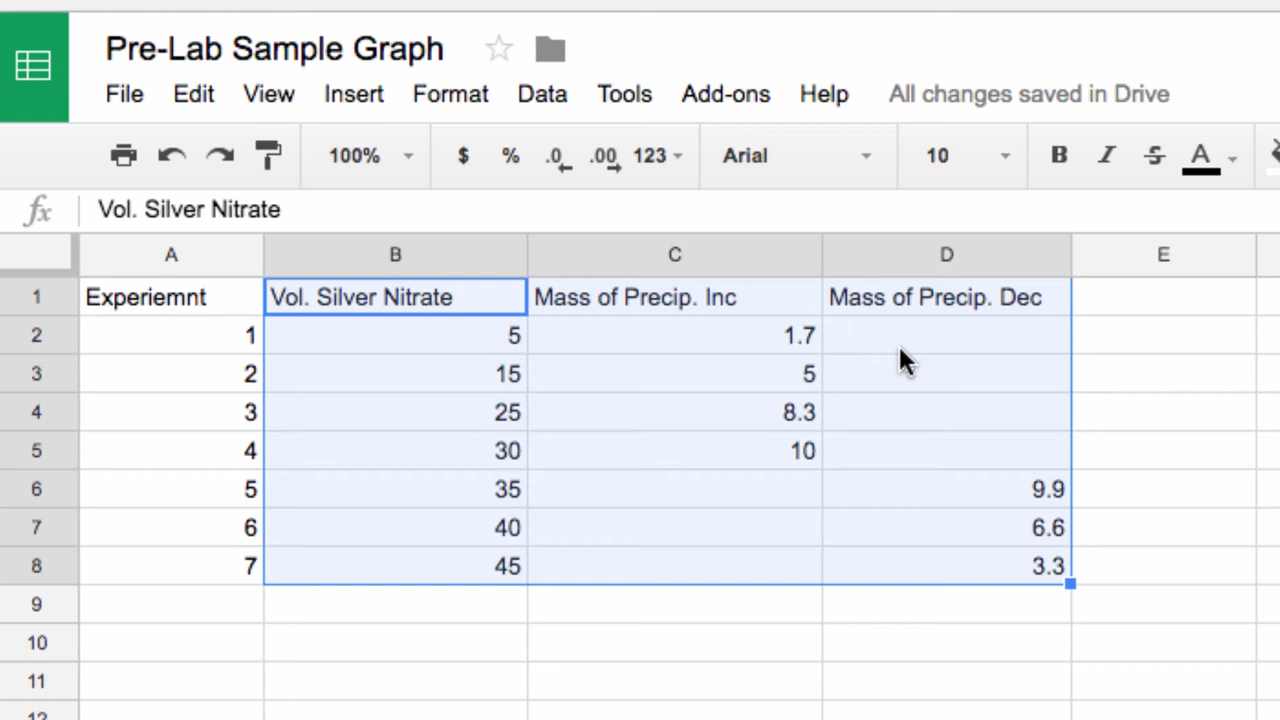 Pre-Lab Sample Graph
File Edit View Insert Format Data Tools Add-ons Help All changes saved in Drive
100% $ % .0 .00 123 Arial 10 B I S A
fx Vol. Silver Nitrate
A B C D E
1 Experiemnt Vol. Silver Nitrate Mass of Precip. Inc Mass of Precip. Dec
2 1 5 1.7
3 2 15 5
4 3 25 8.3
5 4 30 10
6 5 35 9.9
7 6 40 6.6
8 7 45 3.3
9
10
11
12